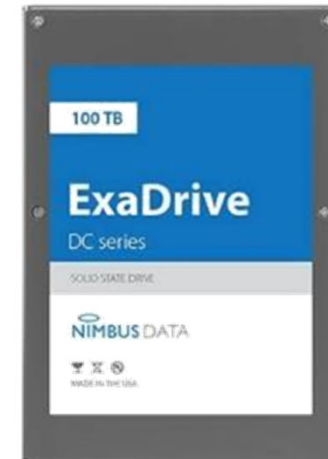 100 TB
ExaDrive
DC series
SOLID STATE DRIVE
NIMBUS DATA
MADE IN THE USA